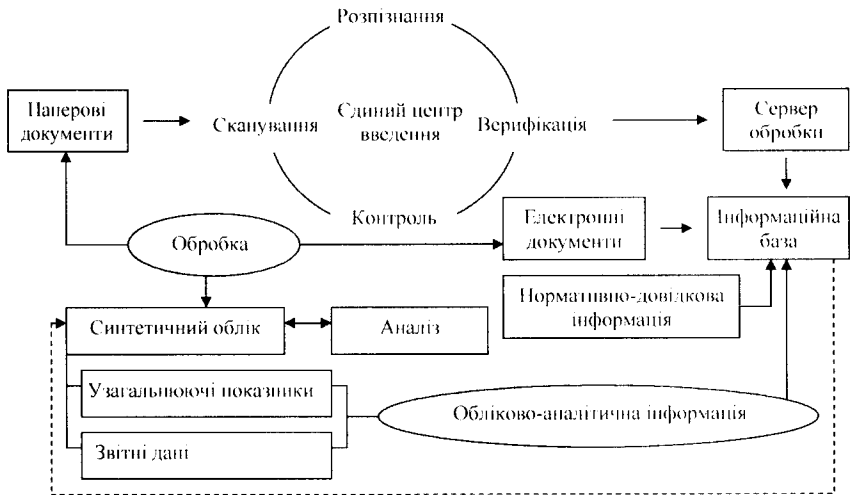 Розпізнання
Паперові
документи
Сканування
Єдиний центр
введення
Верифікація
Сервер
обробки
Контроль
Обробка
Електронні
документи
Інформаційна
база
Нормативно-довідкова
інформація
Синтетичний облік
Аналіз
Узагальнюючі показники
Обліково-аналітична інформація
Звітні дані